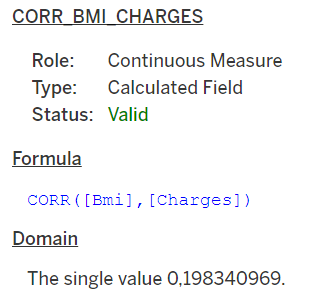 CORR_BMI_CHARGES
Role: Continuous Measure
Type: Calculated Field
Status: Valid
Formula
CORR([Bmi],[Charges])
Domain
The single value 0,198340969.